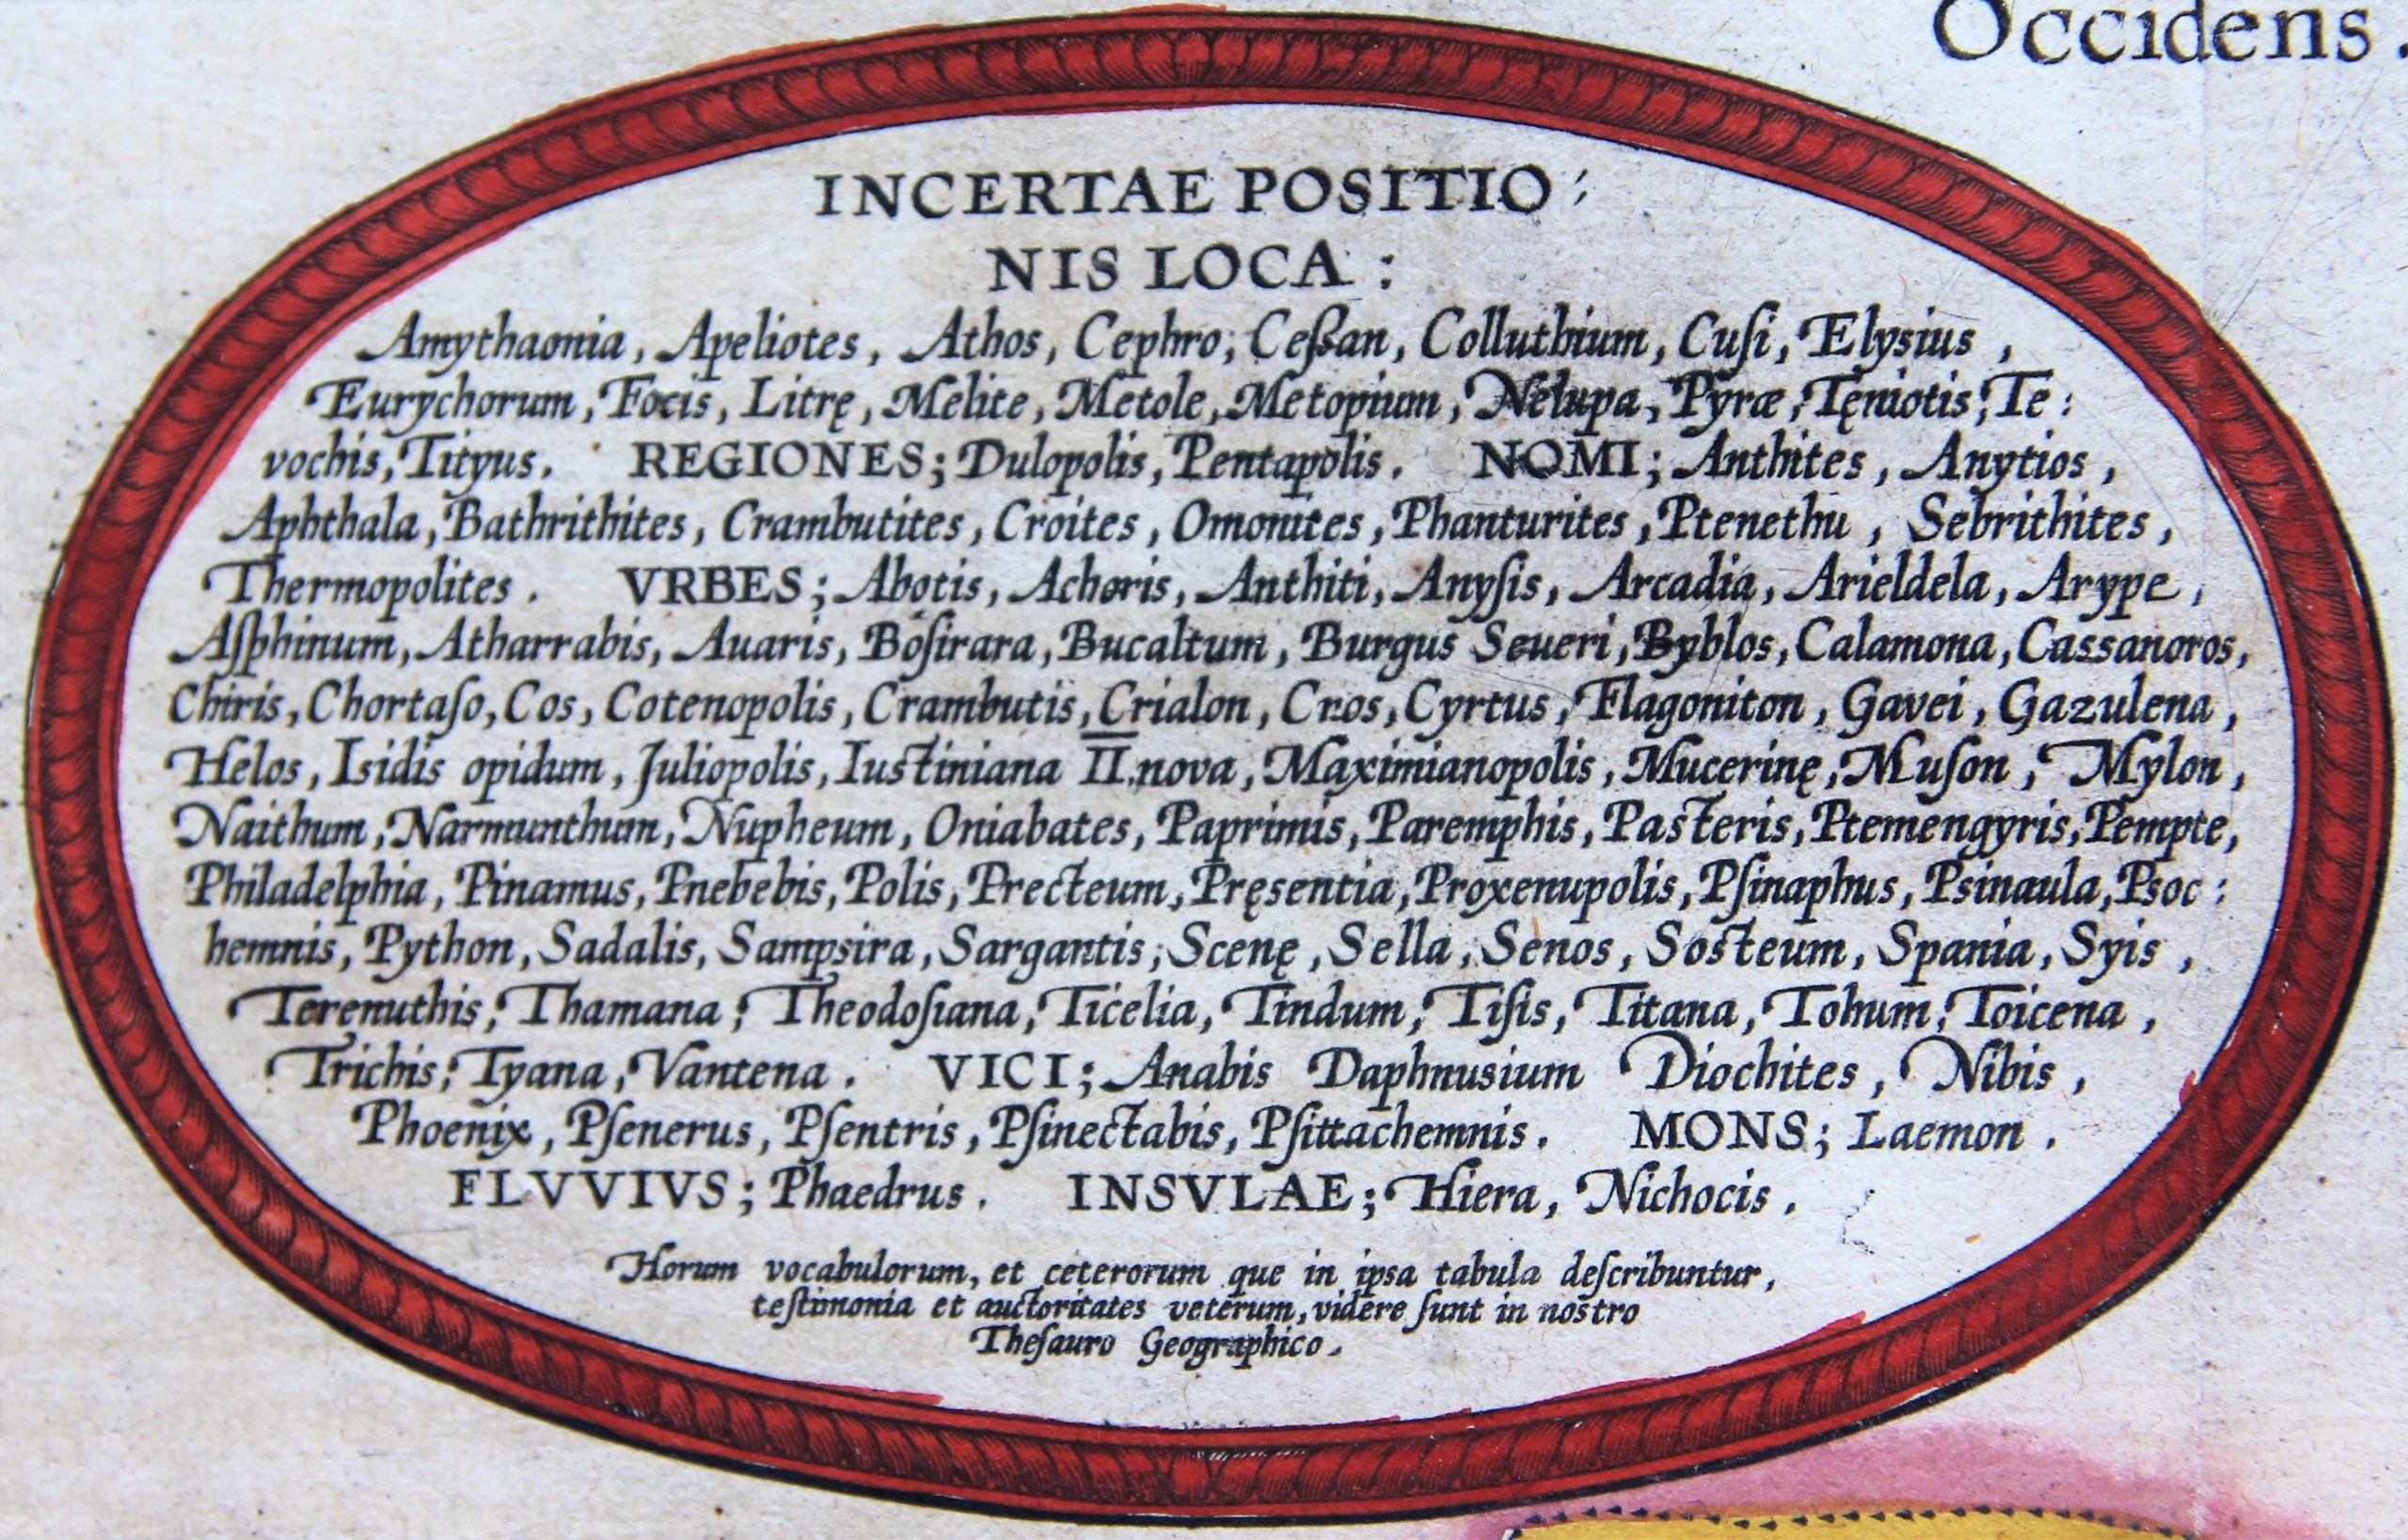 Occidens.
INCERTAE POSITIO:
NIS LOCA:
Amythaonia, Apeliotes, Athos, Cephro, Ceßan, Colluthium, Cuſi, Elysius,
Eurychorum, Focis, Litrę, Melite, Metole, Metopium, Nelupa, Pyræ, Tęniotis, Te:
vochis, Tityus. REGIONES; Dulopolis, Pentapolis. NOMI; Anthites, Anytios,
Aphthala, Bathrithites, Crambutites, Croites, Omonites, Phanturites, Ptenethu, Sebrithites,
Thermopolites. VRBES; Abotis, Achoris, Anthiti, Anyſis, Arcadia, Arieldela, Arype,
Aſphinum, Atharrabis, Auaris, Boſirara, Bucaltum, Burgus Seueri, Byblos, Calamona, Cassanoros,
Chiris, Chortaſo, Cos, Cotenopolis, Crambutis, Crialon, Cros, Cyrtus, Flagoniton, Gavei, Gazulena,
Helos, Isidis opidum, Juliopolis, Iustiniana II. nova, Maximianopolis, Mucerinę, Muſon, Mylon,
Naithum, Narmunthum, Nupheum, Oniabates, Paprimis, Paremphis, Pasteris, Ptemengyris, Pempte,
Philadelphia, Pinamus, Pnebebis, Polis, Precteum, Pręsentia, Proxenupolis, Pſinaphus, Psinaula, Psoc:
hemnis, Python, Sadalis, Sampsira, Sargantis, Scenę, Sella, Senos, Sosteum, Spania, Syis,
Terenuthis, Thamana, Theodoſiana, Ticelia, Tindum, Tiſis, Titana, Tohum, Toicena,
Trichis, Tyana, Vantena. VICI; Anabis Daphnusium Diochites, Nibis,
Phoenix, Pſenerus, Pſentris, Pſinectabis, Pſittachemnis. MONS; Laemon.
FLVVIVS; Phaedrus. INSVLAE; Hiera, Nichocis.
Horum vocabulorum, et ceterorum que in ipsa tabula deſcribuntur,
teſtimonia et auctoritates veterum, videre ſunt in nostro
Theſauro Geographico.